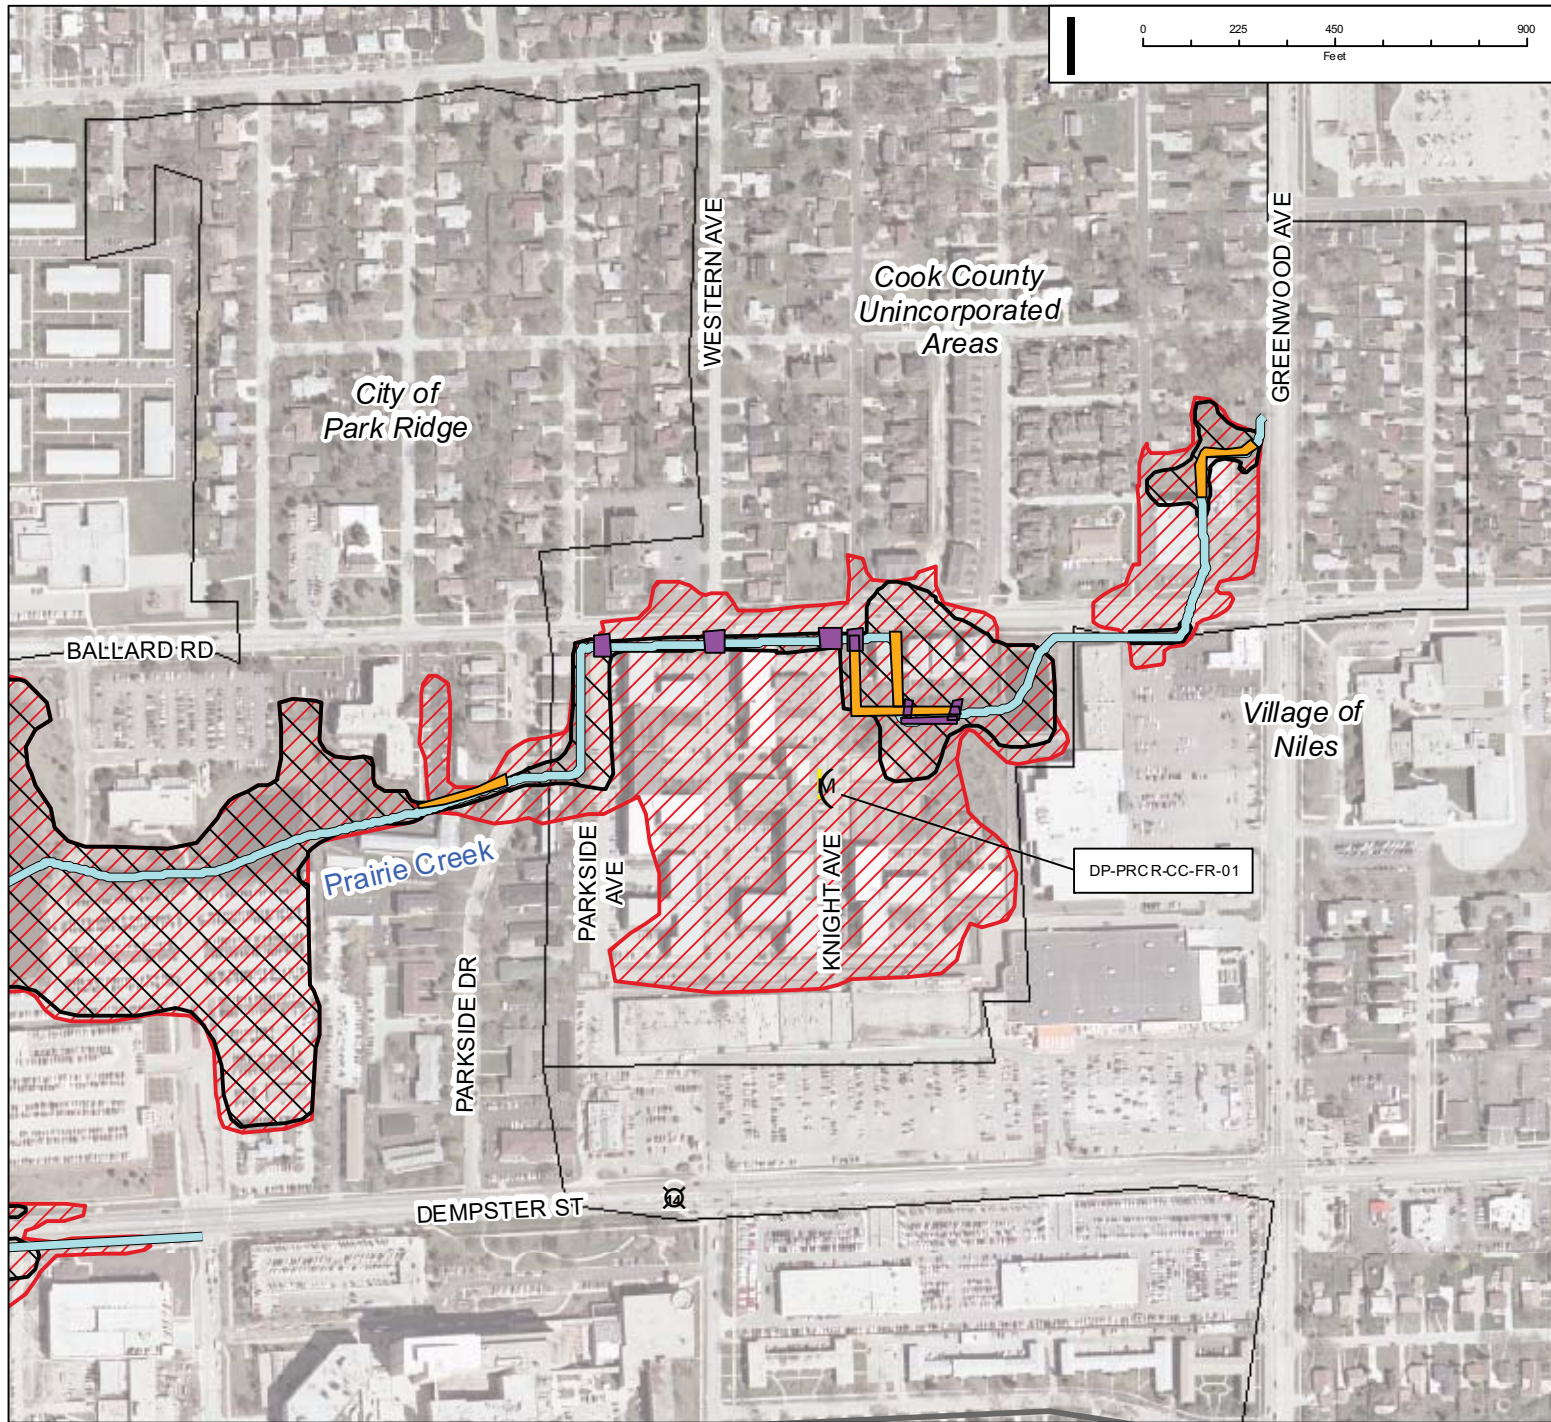 0 225 450 900
Feet
WESTERN AVE
GREENWOOD AVE
Cook County
Unincorporated
Areas
City of
Park Ridge
BALLARD RD
Village of
Niles
M
Prairie Creek
PARKSIDE
AVE
KNIGHT AVE
DP-PRCR-CC-FR-01
PARKSIDE DR
14
DEMPSTER ST